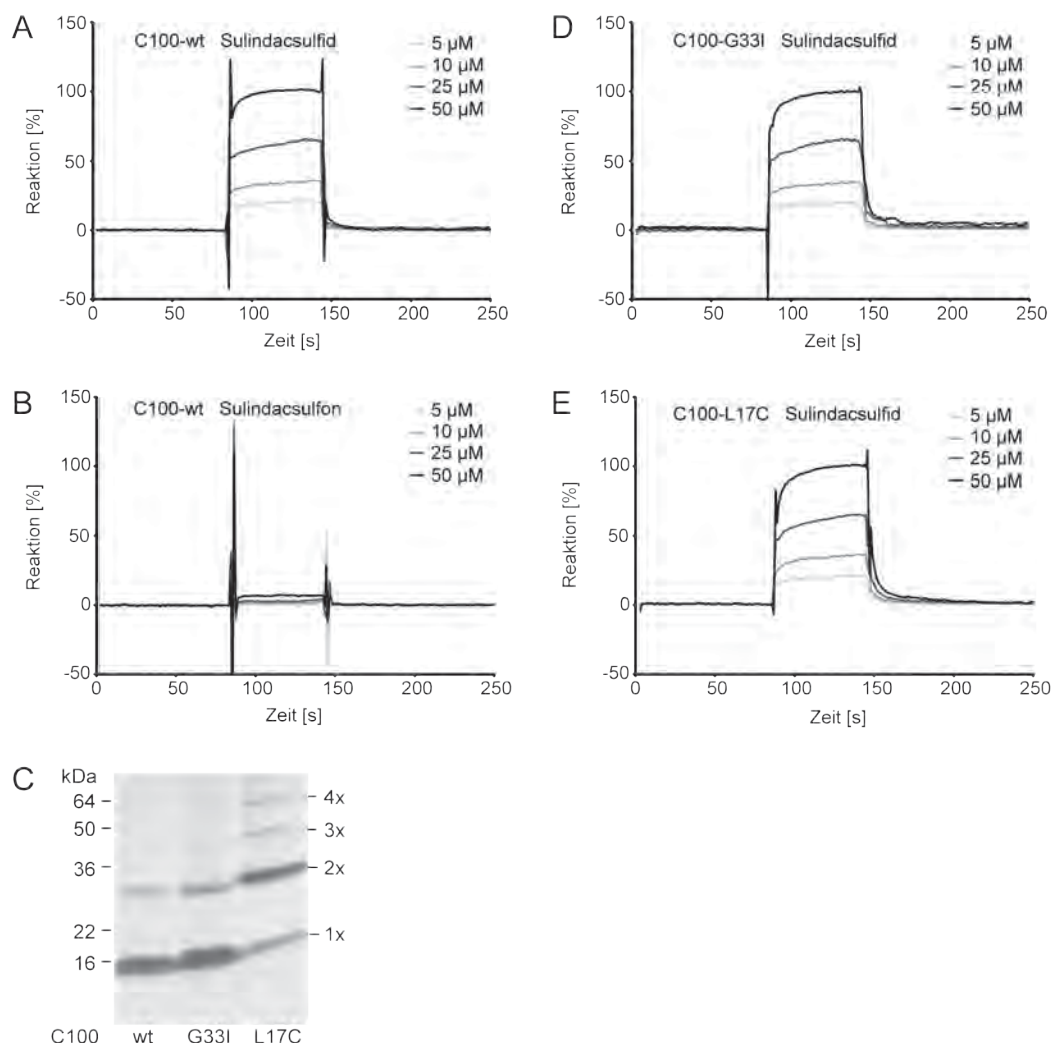 A
C100-wt Sulindacsulfid
5 µM
10 µM
25 µM
50 µM
150
100
50
0
-50
Reaktion [%]
0 50 100 150 200 250
Zeit [s]
D
C100-G33I Sulindacsulfid
5 µM
10 µM
25 µM
50 µM
150
100
50
0
-50
Reaktion [%]
0 50 100 150 200 250
Zeit [s]
B
C100-wt Sulindacsulfon
5 µM
10 µM
25 µM
50 µM
150
100
50
0
-50
Reaktion [%]
0 50 100 150 200 250
Zeit [s]
E
C100-L17C Sulindacsulfid
5 µM
10 µM
25 µM
50 µM
150
100
50
0
-50
Reaktion [%]
0 50 100 150 200 250
Zeit [s]
C
kDa
64
50
36
22
16
4x
3x
2x
1x
C100 wt G33I L17C